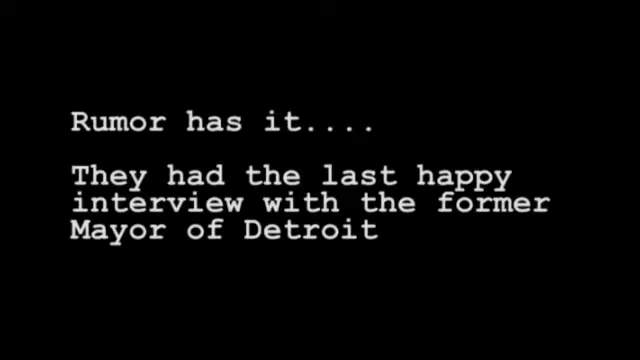 Rumor has it....
They had the last happy
interview with the former
Mayor of Detroit